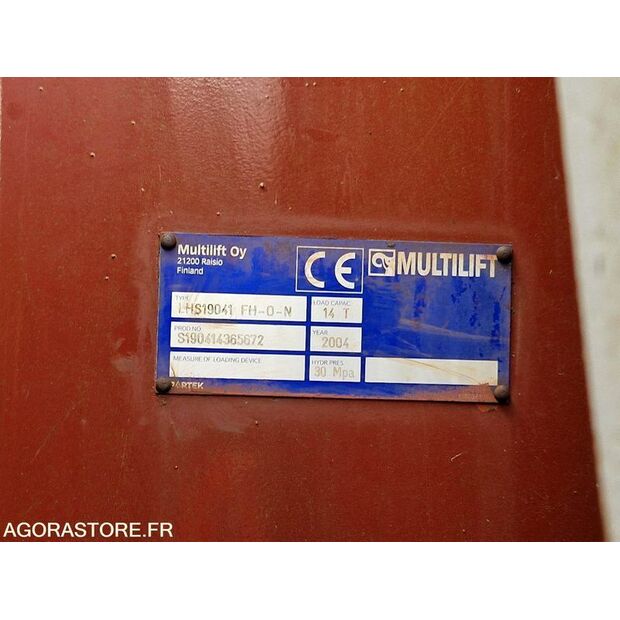 Multilift Oy
21200 Raisio
Finland
CE
MULTILIFT
TYPE
LHS19041 FH-O-N
LOAD CAPAC.
14 T
PROD NO.
S190414365672
YEAR
2004
MEASURE OF LOADING DEVICE
HYDR PRES.
30 Mpa
PARTEK
AGORASTORE.FR